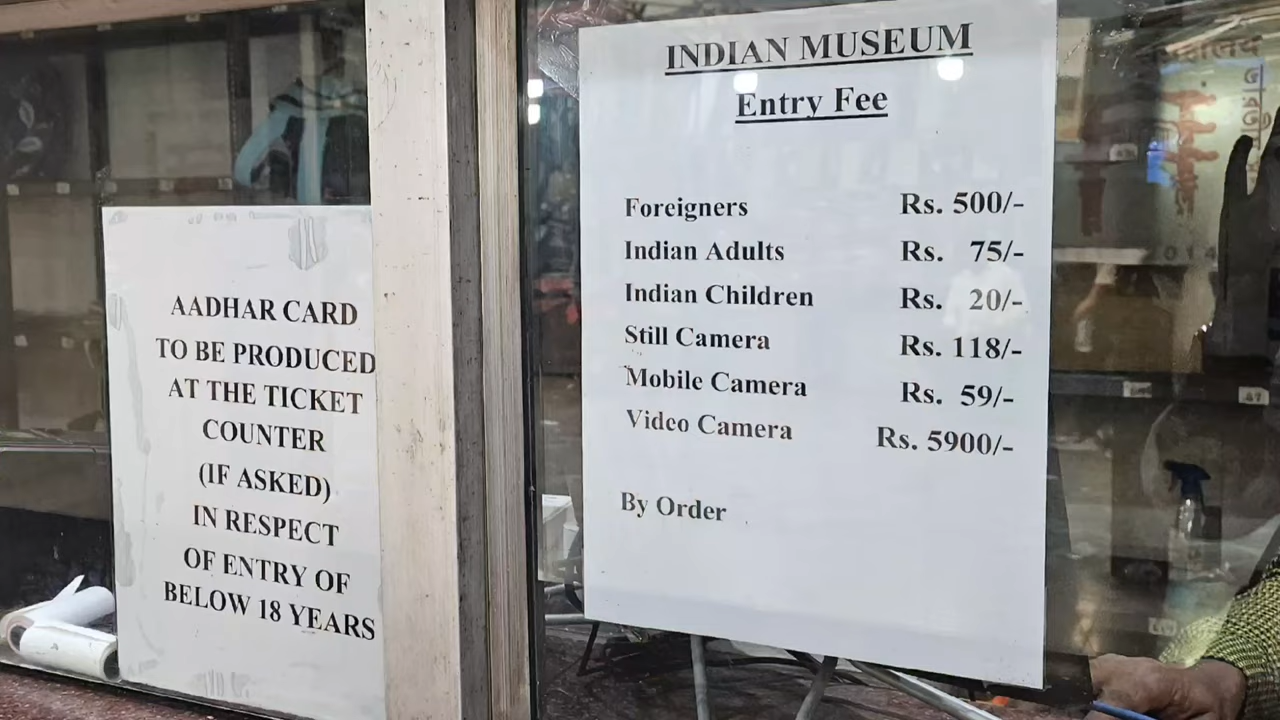 AADHAR CARD
TO BE PRODUCED
AT THE TICKET
COUNTER
(IF ASKED)
IN RESPECT
OF ENTRY OF
BELOW 18 YEARS
INDIAN MUSEUM
Entry Fee
Foreigners Rs. 500/-
Indian Adults Rs. 75/-
Indian Children Rs. 20/-
Still Camera Rs. 118/-
Mobile Camera Rs. 59/-
Video Camera Rs. 5900/-
By Order